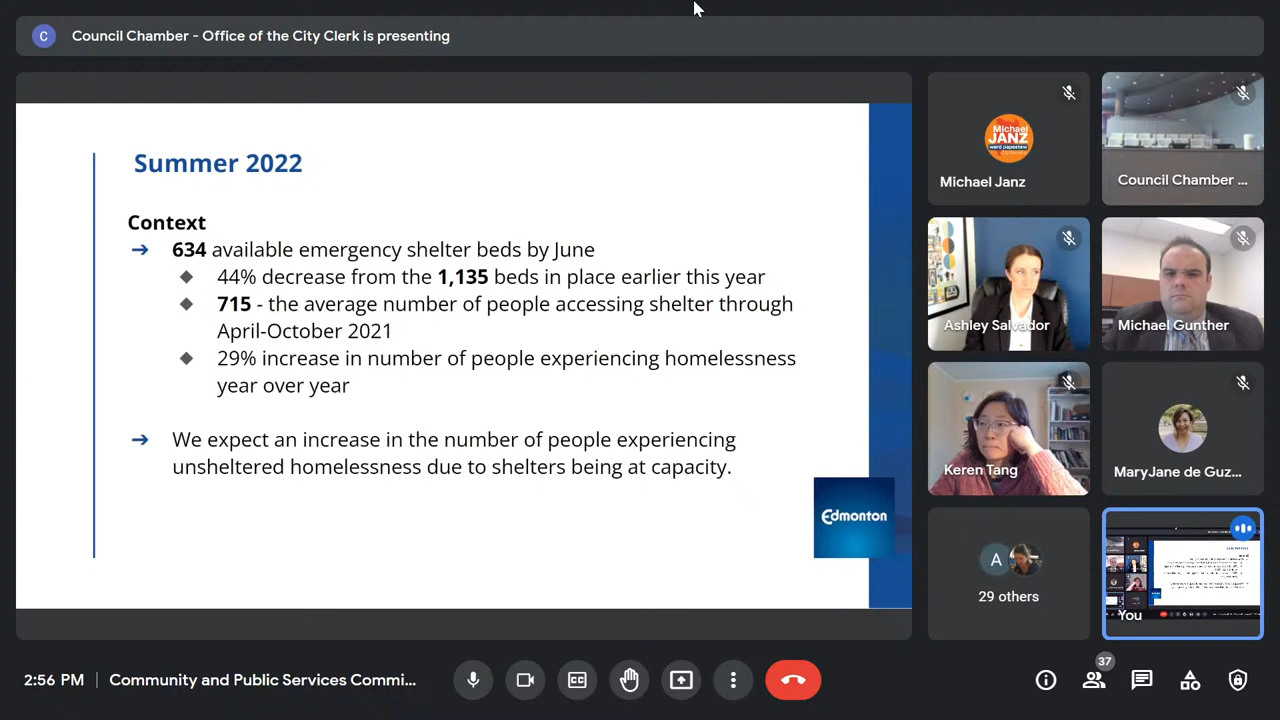 C
Council Chamber - Office of the City Clerk is presenting
Summer 2022
Context
➔ 634 available emergency shelter beds by June
◆ 44% decrease from the 1,135 beds in place earlier this year
◆ 715 - the average number of people accessing shelter through
April-October 2021
◆ 29% increase in number of people experiencing homelessness
year over year
➔ We expect an increase in the number of people experiencing
unsheltered homelessness due to shelters being at capacity.
Edmonton
Michael
JANZ
ward papastew
Michael Janz
Council Chamber ...
Ashley Salvador
Michael Gunther
Keren Tang
MaryJane de Guz...
A
29 others
You
2:56 PM | Community and Public Services Commi...
37